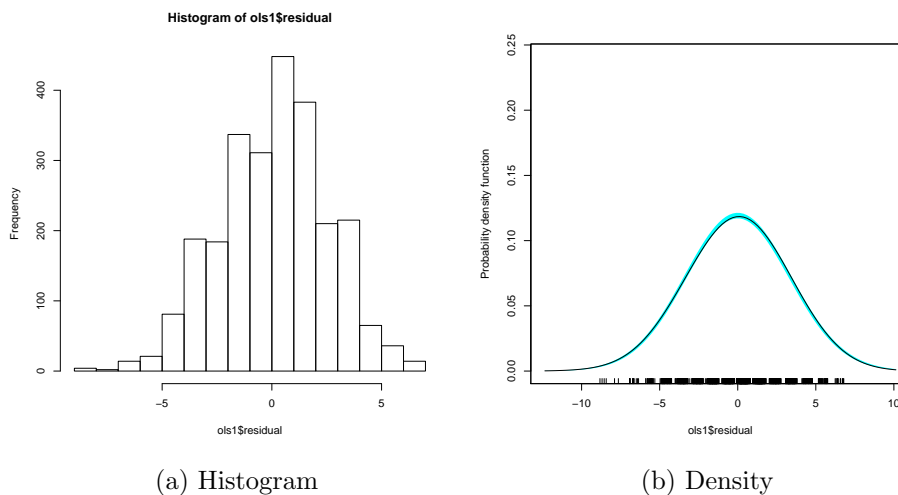 Histogram of ols1$residual
Frequency
0
100
200
300
400
−5
0
5
ols1$residual
(a) Histogram
Probability density function
0.00
0.05
0.10
0.15
0.20
0.25
−10
−5
0
5
10
ols1$residual
(b) Density